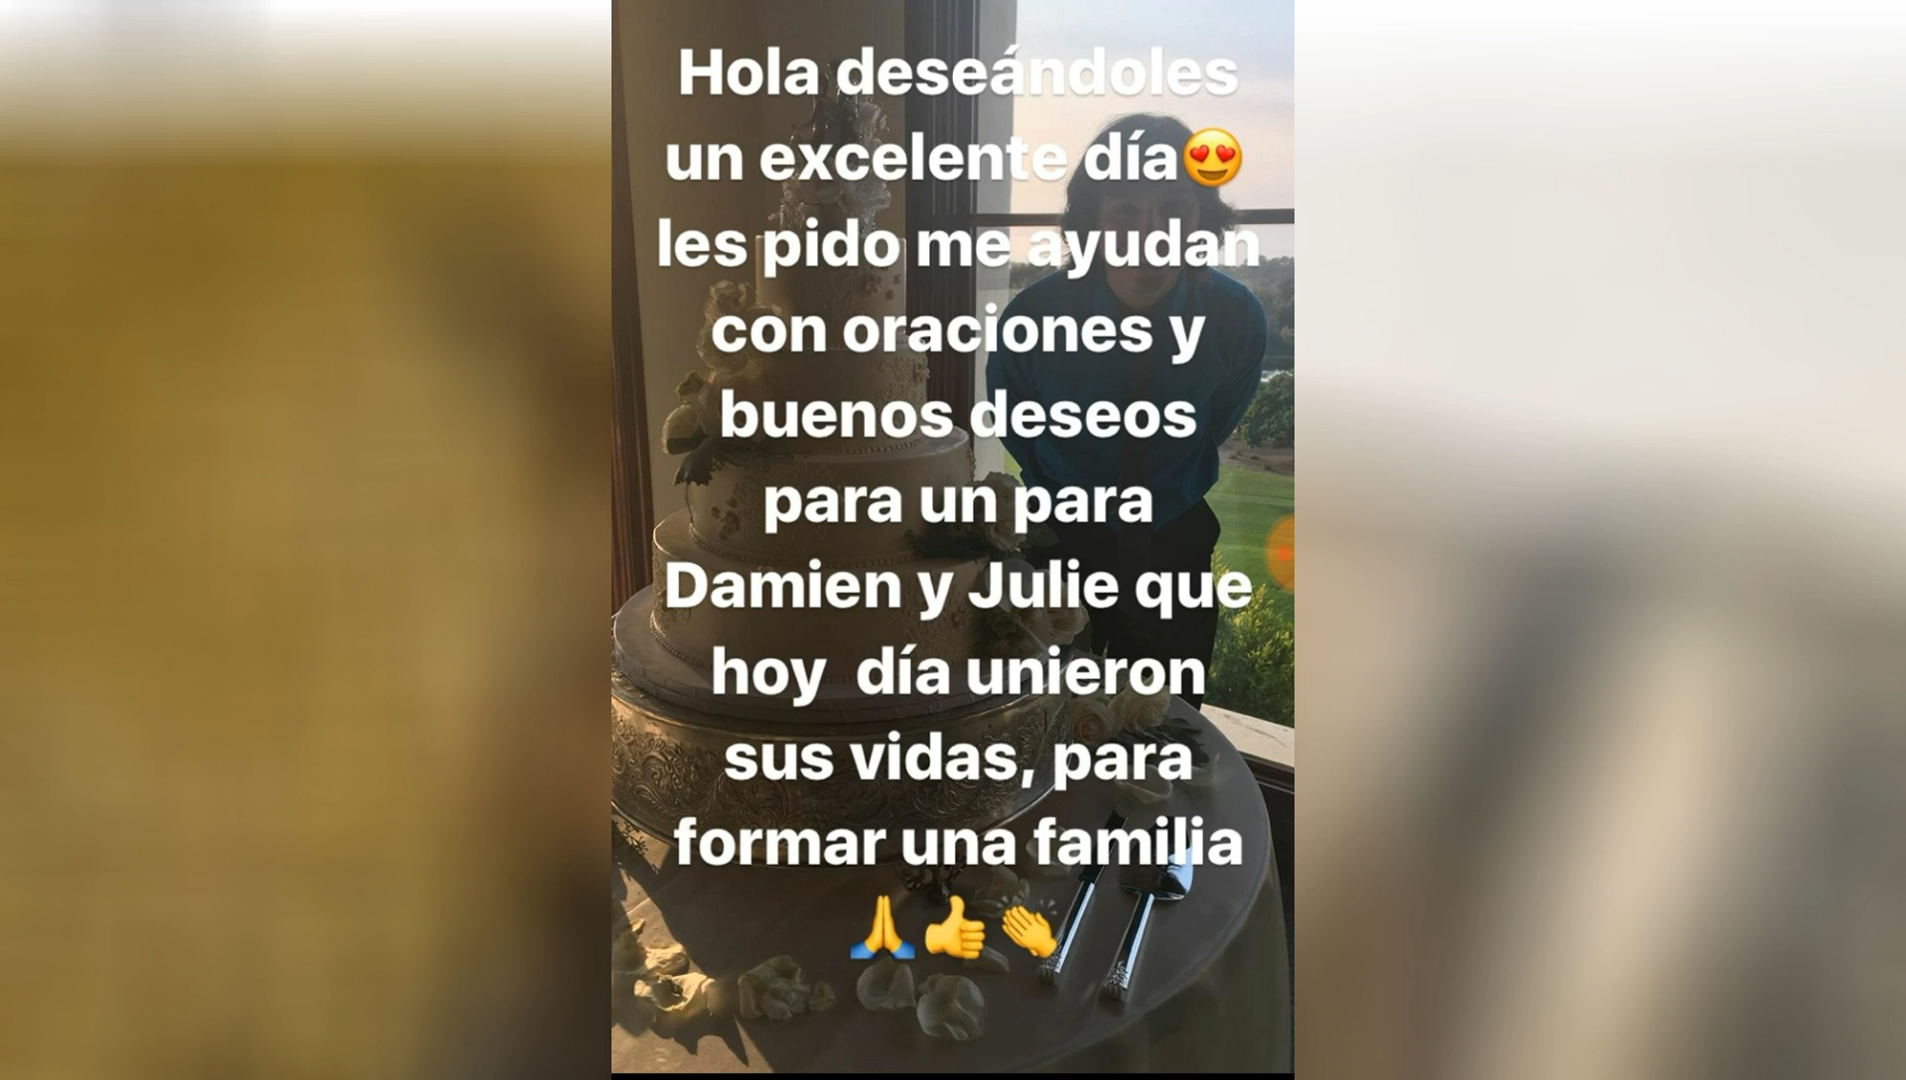 Hola deseándoles
un excelente día😍
les pido me ayudan
con oraciones y
buenos deseos
para un para
Damien y Julie que
hoy  día unieron
sus vidas, para
formar una familia
🙏👍👏